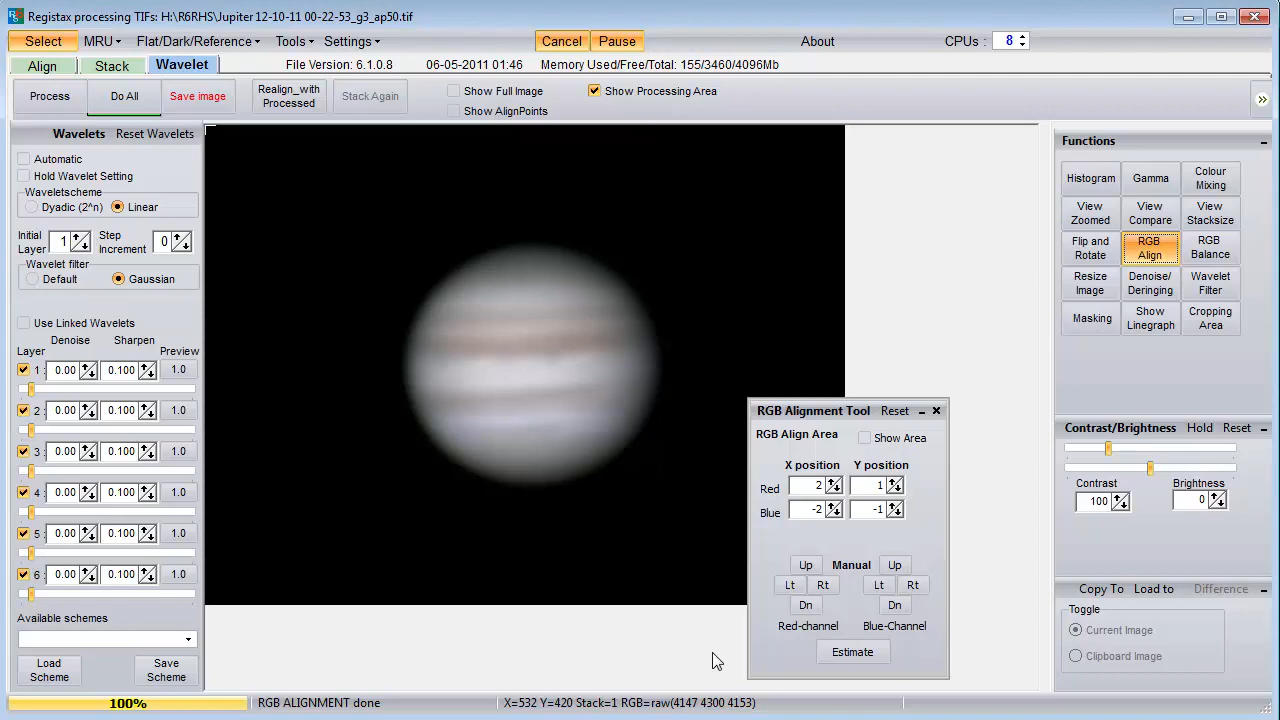 Registax processing TIFs: H:\A\RHS\Jupiter 12 10-11 00-22-53_g5_ap50.tif
Select MRU Flat/Dark/Reference Tools Settings Cancel Pause About CPUs : 8
Align Stack Wavelet File Version: 6.1.0.8 06-05-2011 01:46 Memory Used/Free/Total: 155/3460/4096Mb
Process Do All Save image Realign_with Processed Stack Again
Show Full Image Show Processing Area
Show AlignPoints
Wavelets Reset Wavelets
Automatic
Hold Wavelet Setting
Waveletscheme
Dyadic (2^n) Linear
Initial Layer 1 Step Increment 0
Wavelet filter
Default Gaussian
Use Linked Wavelets
Denoise Sharpen
Layer Preview
1 0.00 0.100 1.0
2 0.00 0.100 1.0
3 0.00 0.100 1.0
4 0.00 0.100 1.0
5 0.00 0.100 1.0
6 0.00 0.100 1.0
Available schemes
Load Scheme Save Scheme
RGB Alignment Tool Reset
RGB Align Area Show Area
X position Y position
Red 2 1
Blue -2 -1
Up Manual Up
Lt Rt Lt Rt
Dn Dn
Red-channel Blue-Channel
Estimate
Functions
Histogram Gamma Colour Mixing
View Zoomed View Compare View Stacksize
Flip and Rotate RGB Align RGB Balance
Resize Image Denoise/ Deringing Wavelet Filter
Masking Show Linegraph Cropping Area
Contrast/Brightness Hold Reset
Contrast Brightness
100 0
Copy To Load to Difference
Toggle
Current Image
Clipboard Image
100% RGB ALIGNMENT done X=532 Y=420 Stack=1 RGB=raw(4147 4300 4153)